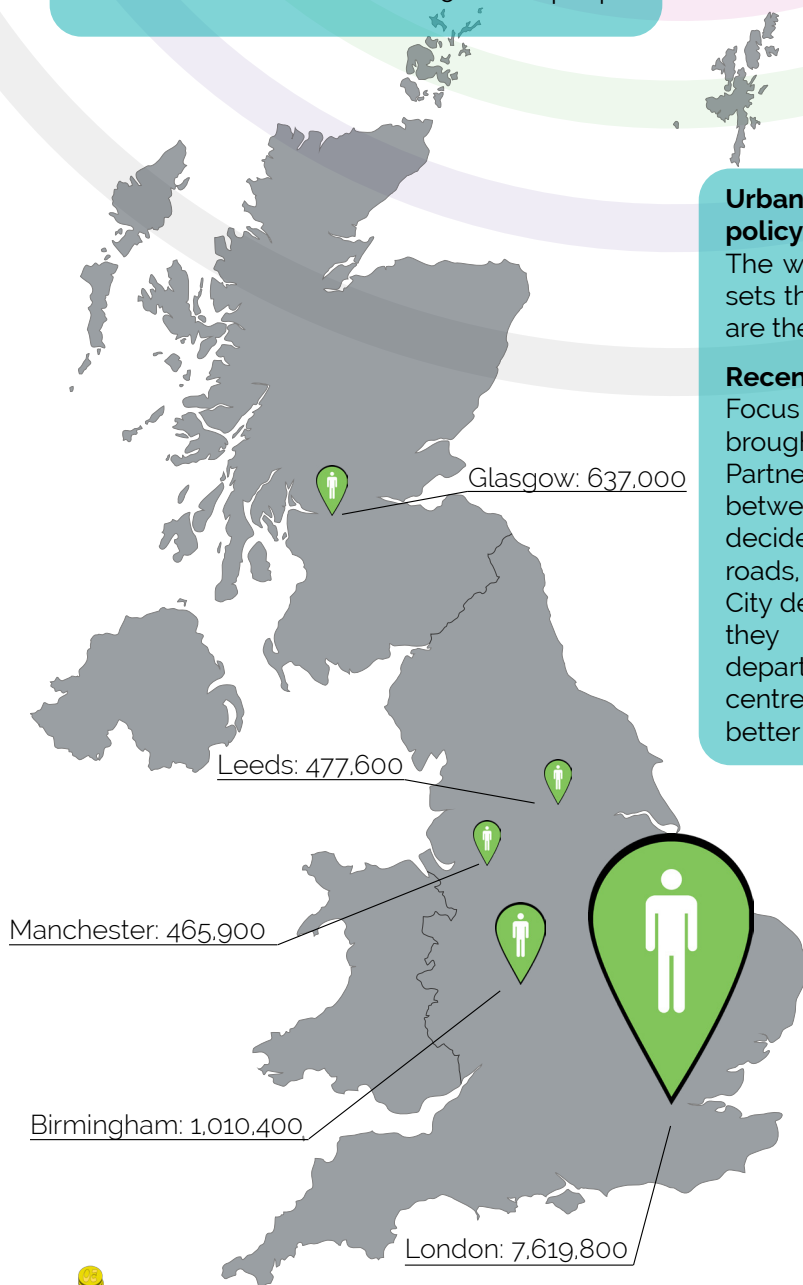 Urban
policy
The w
sets th
are the
Recen
Focus
brough
Partne
betwe
decide
roads,
City de
they
depart
centre
better
Glasgow: 637,000
Leeds: 477,600
Manchester: 465,900
Birmingham: 1,010,400
London: 7,619,800